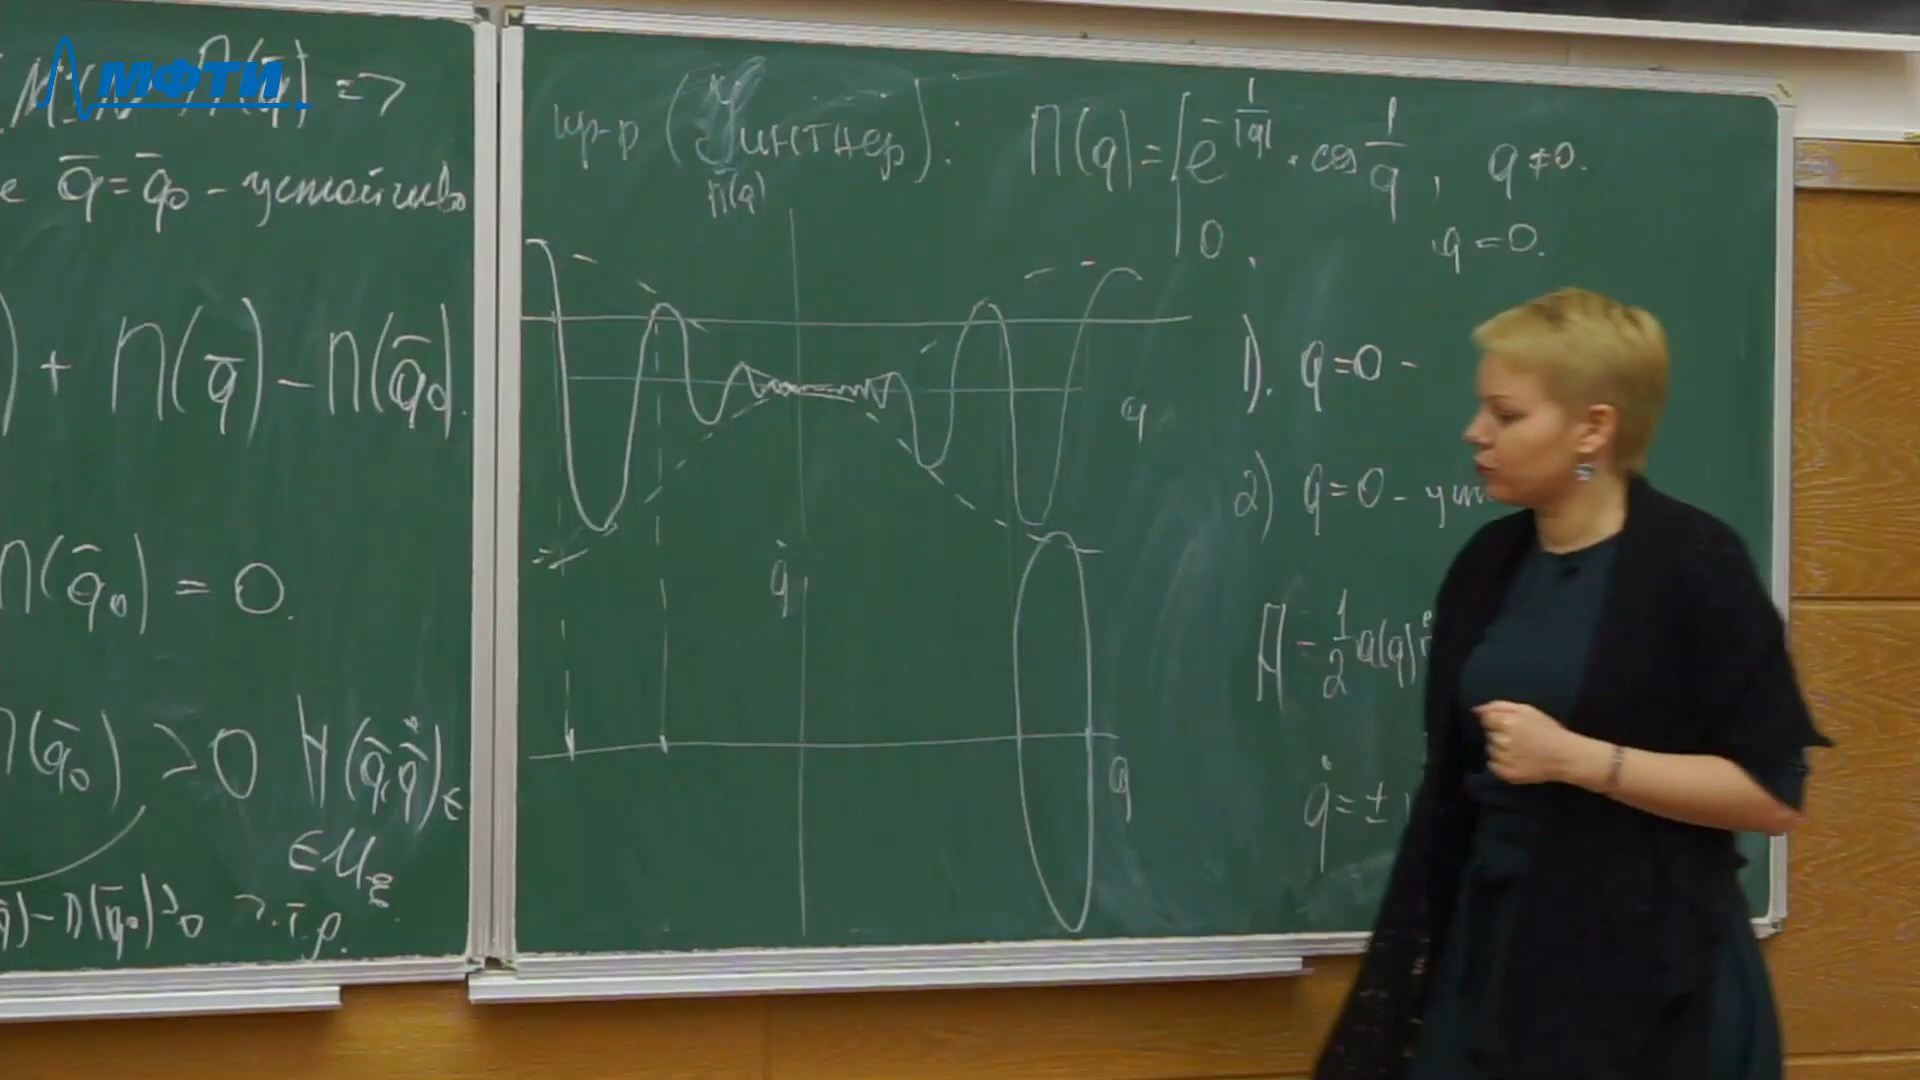 МФТИ
MIN П(q̅) =>
е q̅ = q̅₀ – устойчиво
) + П(q̅) – П(q̅₀).
П(q̅₀) = 0.
П(q̅₀) > 0 ∀(q̅, q̅̇) ∈
∈ U_ε
q̅) – П(q̅₀) > 0 ч.т.р.
пр-р (Уинтнер): П(q) = { e^{-1/|q|} · cos 1/q , q ≠ 0.
0 , q = 0.
П(q)
q
q̇
q
1). q = 0 –
2) q = 0 – уст
= 1/2 a(q)
q̇ = ±